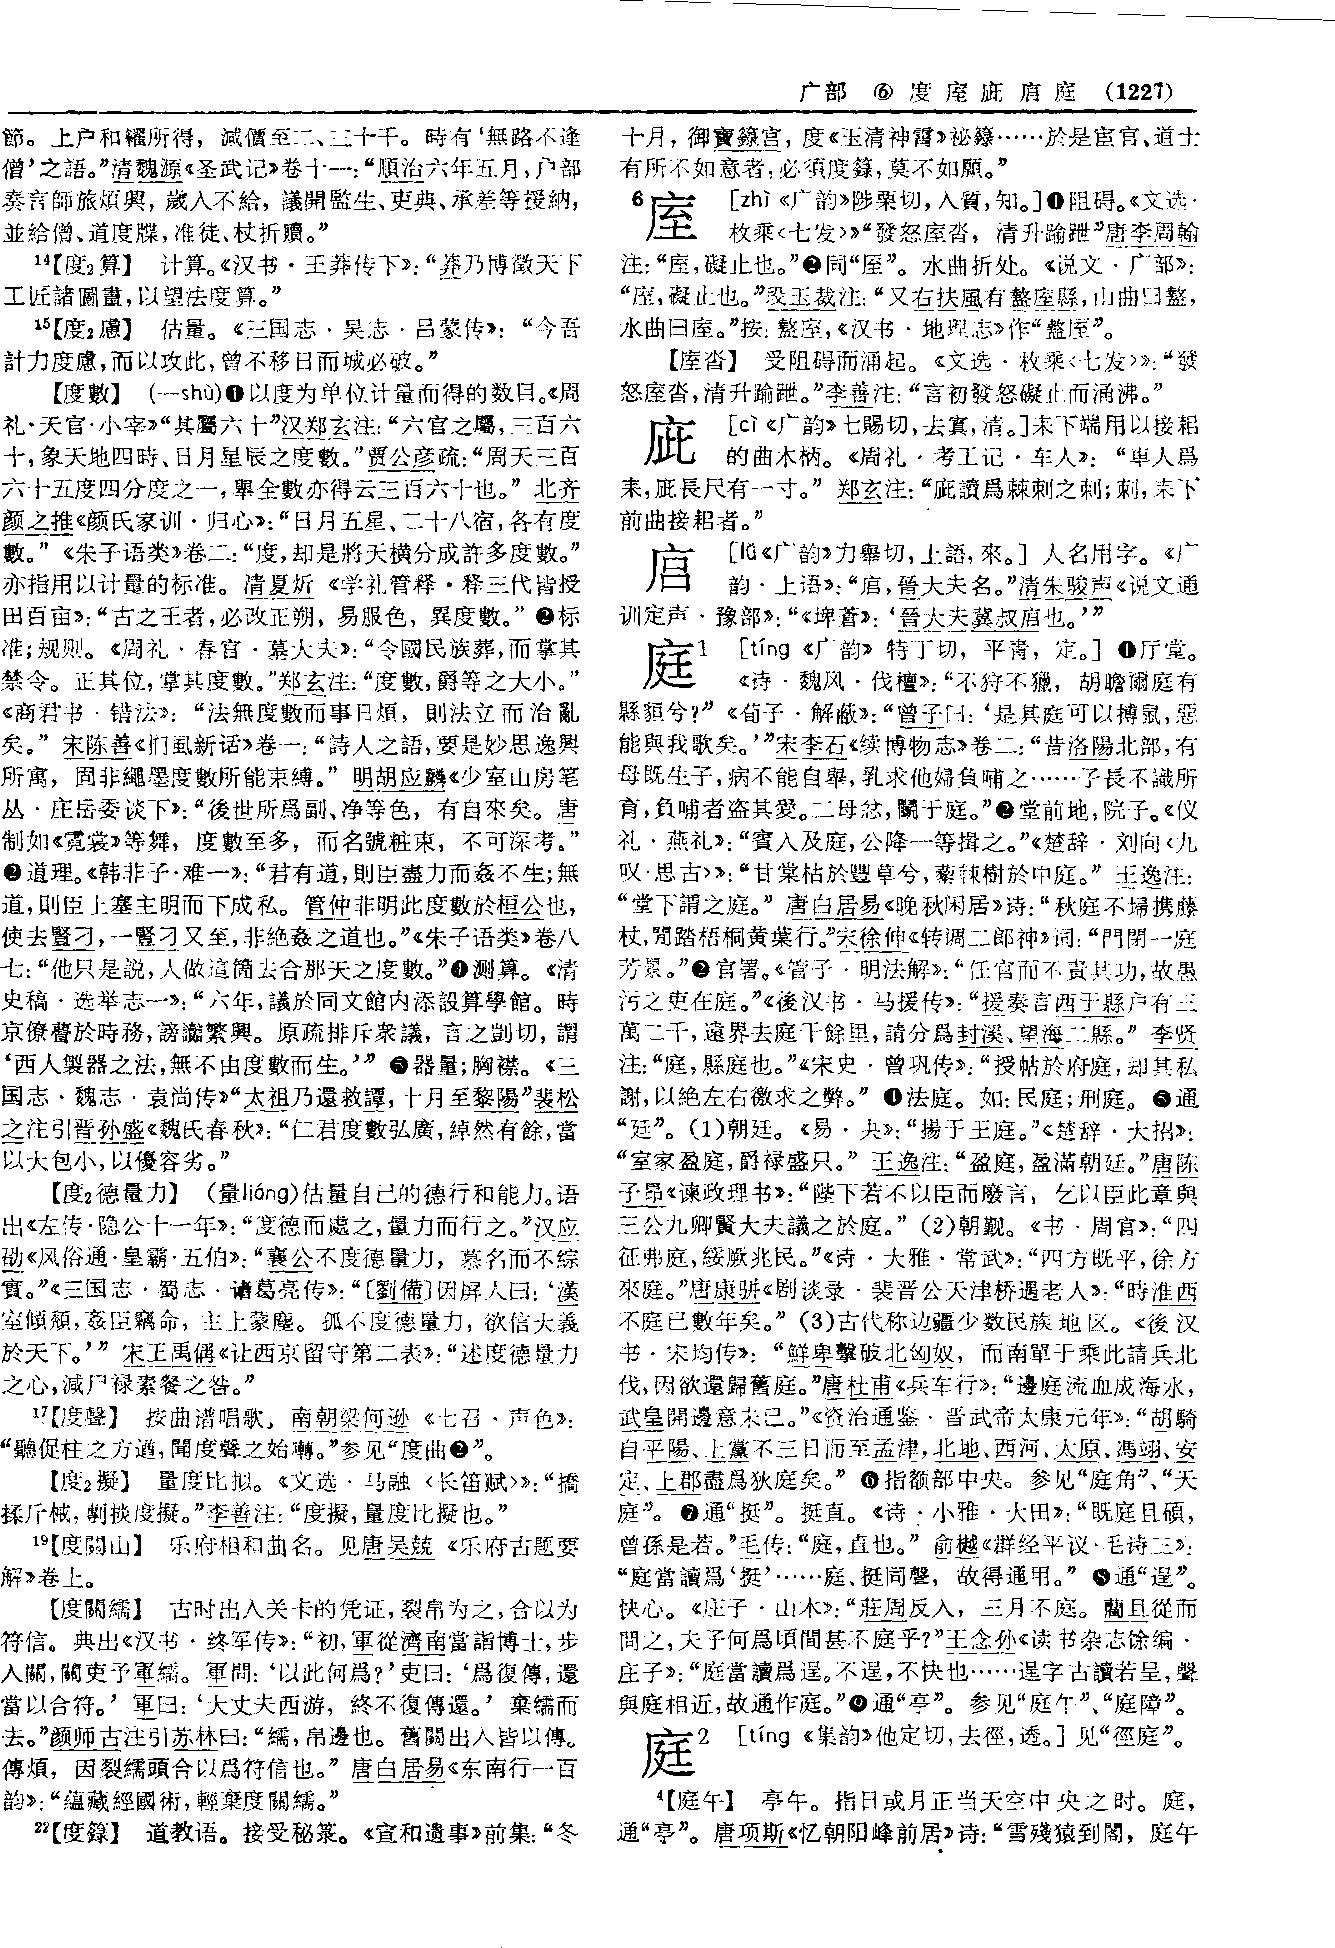 广部 ⑥ 度庢庛㡰庭 (1227)
節。上户和糴所得，減價至二、三十千。時有‘無路不逢
僧’之語。”清魏源《圣武记》卷十一：“順治六年五月，户部
奏言師旅煩興，歲入不給，議開監生、吏典、承差等援納，
並給僧、道度牒，准徒、杖折贖。”
14【度₂算】 计算。《汉书·王莽传下》：“莽乃博徵天下
工匠諸圖畫，以望法度算。”
15【度₂慮】 估量。《三国志·吴志·吕蒙传》：“今吾
計力度慮，而以攻此，曾不移日而城必破。”
【度數】 (—shù)❶以度为单位计量而得的数目。《周
礼·天官·小宰》“其屬六十”汉郑玄注：“六官之屬，三百六
十，象天地四時、日月星辰之度數。”贾公彦疏：“周天三百
六十五度四分度之一，舉全數亦得云三百六十也。” 北齐
颜之推《颜氏家训·归心》：“日月五星、二十八宿，各有度
數。” 《朱子语类》卷二：“度，却是將天横分成許多度數。”
亦指用以计量的标准。清夏炘《学礼管释·释三代皆授
田百亩》：“古之王者，必改正朔，易服色，異度數。” ❷标
准；规则。《周礼·春官·墓大夫》：“令國民族葬，而掌其
禁令。正其位，掌其度數。”郑玄注：“度數，爵等之大小。”
《商君书·错法》：“法無度數而事日煩，則法立而治亂
矣。” 宋陈善《扪虱新话》卷一：“詩人之語，要是妙思逸興
所寓，固非繩墨度數所能束縛。” 明胡应麟《少室山房笔
丛·庄岳委谈下》：“後世所爲副、净等色，有自來矣。唐
制如《霓裳》等舞，度數至多，而名號粧束，不可深考。”
❸道理。《韩非子·难一》：“君有道，則臣盡力而姦不生；無
道，則臣上塞主明而下成私。管仲非明此度數於桓公也，
使去豎刁，一豎刁又至，非絶姦之道也。”《朱子语类》卷八
七：“他只是説，人做這箇去合那天之度數。”❹测算。《清
史稿·选举志一》：“六年，議於同文館内添設算學館。時
京僚瞢於時務，謗讟繁興。原疏排斥衆議，言之剴切，謂
‘西人製器之法，無不由度數而生。’” ❺器量；胸襟。《三
国志·魏志·袁尚传》“太祖乃還救譚，十月至黎陽”裴松
之注引晋孙盛《魏氏春秋》：“仁君度數弘廣，綽然有餘，當
以大包小，以優容劣。”
【度₂德量力】 (量liáng)估量自己的德行和能力。语
出《左传·隐公十一年》：“度德而處之，量力而行之。”汉应
劭《风俗通·皇霸·五伯》：“襄公不度德量力，慕名而不綜
實。”《三国志·蜀志·诸葛亮传》：“〔劉備〕因屏人曰：‘漢
室傾頽，姦臣竊命，主上蒙塵。孤不度德量力，欲信大義
於天下。’” 宋王禹偁《让西京留守第二表》：“述度德量力
之心，減尸禄素餐之咎。”
17【度聲】 按曲谱唱歌。南朝梁何逊《七召·声色》：
“聽促柱之方遒，聞度聲之始囀。”参见“度曲❷”。
【度₂擬】 量度比拟。《文选·马融〈长笛赋〉》：“撟
揉斤械，剸掞度擬。”李善注：“度擬，量度比擬也。”
19【度關山】 乐府相和曲名。见唐吴兢《乐府古题要
解》卷上。
【度關繻】 古时出入关卡的凭证，裂帛为之，合以为
符信。典出《汉书·终军传》：“初，軍從濟南當詣博士，步
入關，關吏予軍繻。軍問：‘以此何爲？’吏曰：‘爲復傳，還
當以合符。’ 軍曰：‘大丈夫西游，終不復傳還。’ 棄繻而
去。”颜师古注引苏林曰：“繻，帛邊也。舊關出入皆以傳。
傳煩，因裂繻頭合以爲符信也。” 唐白居易《东南行一百
韵》：“藴藏經國術，輕棄度關繻。”
22【度籙】 道教语。接受秘箓。《宣和遗事》前集：“冬
十月，御寶籙宫，度《玉清神霄》祕籙……於是宦官、道士
有所不如意者，必須度籙，莫不如願。”
6庢 [zhì《广韵》陟栗切，入質，知。]❶阻碍。《文选·
枚乘〈七发〉》“發怒庢沓，清升踰跇”唐李周翰
注：“庢，礙止也。”❷同“厔”。水曲折处。《说文·广部》：
“庢，礙止也。”段玉裁注：“又右扶風有盩庢縣，山曲曰盩，
水曲曰庢。”按：盩庢，《汉书·地理志》作“盩厔”。
【庢沓】 受阻碍而涌起。《文选·枚乘〈七发〉》：“發
怒庢沓，清升踰跇。”李善注：“言初發怒礙止而涌沸。”
庛 [cì《广韵》七賜切，去寘，清。]耒下端用以接耜
的曲木柄。《周礼·考工记·车人》：“車人爲
耒，庛長尺有一寸。” 郑玄注：“庛讀爲棘刺之刺；刺，耒下
前曲接耜者。”
㡰 [lǚ《广韵》力舉切，上語，來。] 人名用字。《广
韵·上语》：“㡰，晉大夫名。”清朱骏声《说文通
训定声·豫部》：“《埤蒼》：‘晉大夫冀叔㡰也。’”
庭1 [tíng《广韵》特丁切，平青，定。] ❶厅堂。
《诗·魏风·伐檀》：“不狩不獵，胡瞻爾庭有
縣貆兮？” 《荀子·解蔽》：“曾子曰：‘是其庭可以搏鼠，惡
能與我歌矣。’”宋李石《续博物志》卷二：“昔洛陽北部，有
母既生子，病不能自舉，乳求他婦負哺之……子長不識所
育，負哺者盗其愛。二母忿，鬭于庭。”❷堂前地，院子。《仪
礼·燕礼》：“賓入及庭，公降一等揖之。”《楚辞·刘向〈九
叹·思古〉》：“甘棠枯於豐草兮，藜棘樹於中庭。” 王逸注：
“堂下謂之庭。” 唐白居易《晚秋闲居》诗：“秋庭不掃携藤
杖，閒踏梧桐黄葉行。”宋徐伸《转调二郎神》词：“門閉一庭
芳景。”❸官署。《管子·明法解》：“任官而不責其功，故愚
污之吏在庭。”《後汉书·马援传》：“援奏言西于縣户有三
萬二千，遠界去庭千餘里，請分爲封溪、望海二縣。” 李贤
注：“庭，縣庭也。”《宋史·曾巩传》：“授帖於府庭，却其私
謝，以絶左右徼求之弊。” ❹法庭。如：民庭；刑庭。❺通
“廷”。(1)朝廷。《易·夬》：“揚于王庭。”《楚辞·大招》：
“室家盈庭，爵禄盛只。” 王逸注：“盈庭，盈滿朝廷。”唐陈
子昂《谏政理书》：“陛下若不以臣而廢言，乞以臣此章與
三公九卿賢大夫議之於庭。” (2)朝觐。《书·周官》：“四
征弗庭，綏厥兆民。”《诗·大雅·常武》：“四方既平，徐方
來庭。”唐康骈《剧谈录·裴晋公天津桥遇老人》：“時淮西
不庭已數年矣。” (3)古代称边疆少数民族地区。《後汉
书·宋均传》：“鮮卑擊破北匈奴，而南單于乘此請兵北
伐，因欲還歸舊庭。”唐杜甫《兵车行》：“邊庭流血成海水，
武皇開邊意未已。”《资治通鉴·晋武帝太康元年》：“胡騎
自平陽、上黨不三日而至孟津，北地、西河、太原、馮翊、安
定、上郡盡爲狄庭矣。” ❻指额部中央。参见“庭角”、“天
庭”。❼通“挺”。挺直。《诗·小雅·大田》：“既庭且碩，
曾孫是若。”毛传：“庭，直也。” 俞樾《群经平议·毛诗三》：
“庭當讀爲‘挺’……庭、挺同聲，故得通用。” ❽通“逞”。
快心。《庄子·山木》：“莊周反入，三月不庭。藺且從而
問之，夫子何爲頃間甚不庭乎？”王念孙《读书杂志馀编·
庄子》：“庭當讀爲逞。不逞，不快也……逞字古讀若呈，聲
與庭相近，故通作庭。”❾通“亭”。参见“庭午”、“庭障”。
庭2 [tìng《集韵》他定切，去徑，透。] 见“徑庭”。
4【庭午】 亭午。指日或月正当天空中央之时。庭，
通“亭”。唐项斯《忆朝阳峰前居》诗：“雪殘猿到閣，庭午